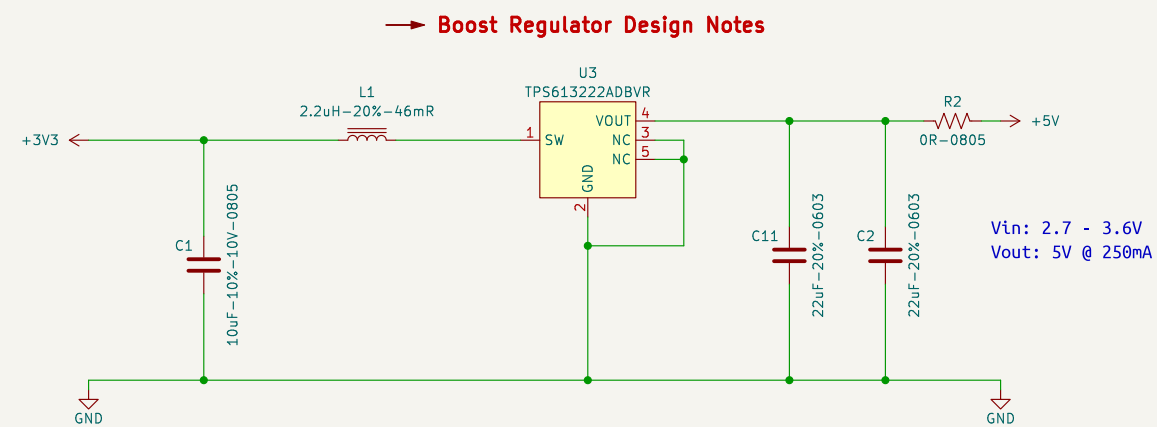 Boost Regulator Design Notes
U3
TPS613222ADBVR
L1
2.2uH-20%-46mR
R2
0R-0805
+3V3
+5V
1
SW
VOUT
4
NC
3
NC
5
GND
2
C1
10uF-10%-10V-0805
C11
22uF-20%-0603
C2
22uF-20%-0603
Vin: 2.7 - 3.6V
Vout: 5V @ 250mA
GND
GND